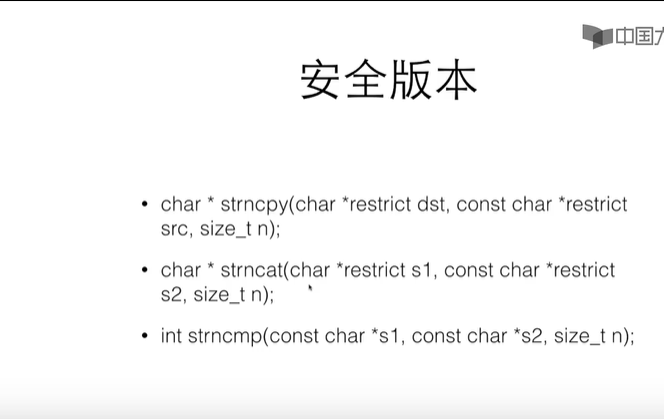 中国
安全版本
• char * strncpy(char *restrict dst, const char *restrict
src, size_t n);
• char * strncat(char *restrict s1, const char *restrict
s2, size_t n);
• int strncmp(const char *s1, const char *s2, size_t n);